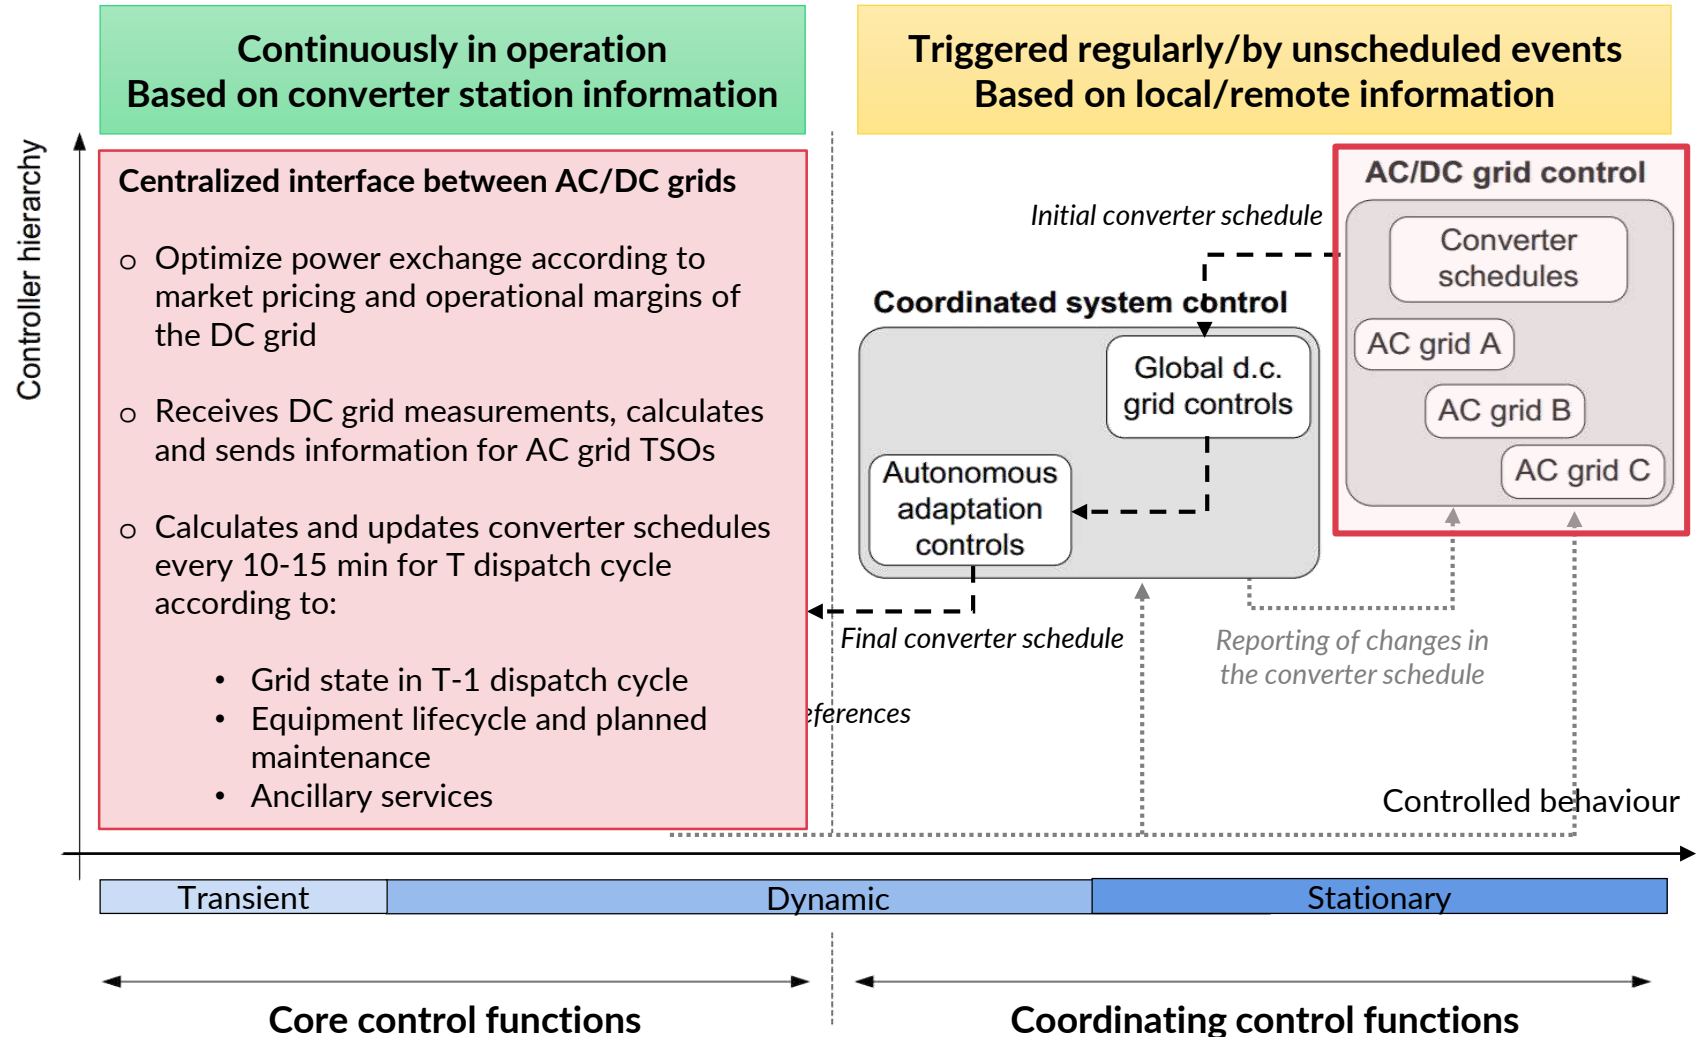 Continuously in operation
Based on converter station information
Triggered regularly/by unscheduled events
Based on local/remote information
Controller hierarchy
Centralized interface between AC/DC grids
o Optimize power exchange according to
market pricing and operational margins of
the DC grid
o Receives DC grid measurements, calculates
and sends information for AC grid TSOs
o Calculates and updates converter schedules
every 10-15 min for T dispatch cycle
according to:
• Grid state in T-1 dispatch cycle
• Equipment lifecycle and planned
maintenance
• Ancillary services
Initial converter schedule
AC/DC grid control
Converter
schedules
AC grid A
AC grid B
AC grid C
Coordinated system control
Global d.c.
grid controls
Autonomous
adaptation
controls
Final converter schedule
Reporting of changes in
the converter schedule
Controlled behaviour
Transient
Dynamic
Stationary
Core control functions
Coordinating control functions